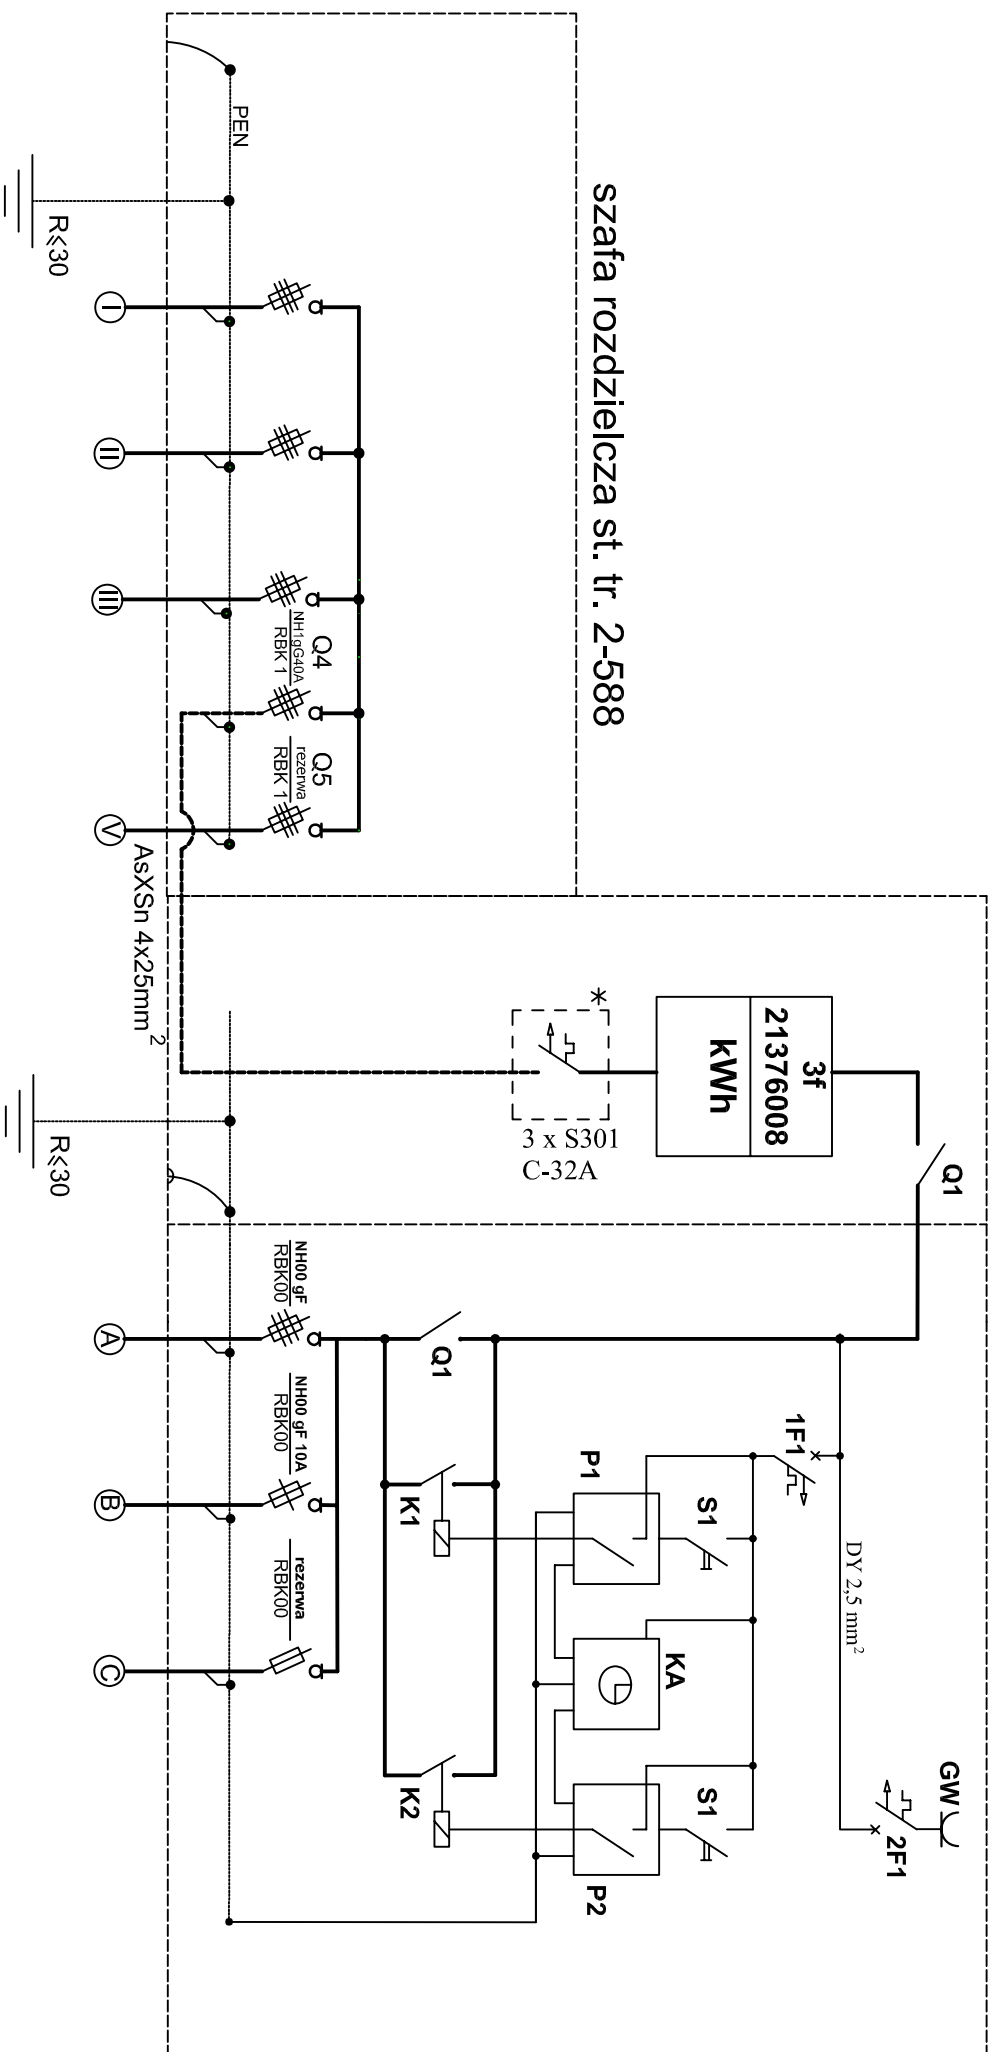 szafa rozdzielcza st. tr. 2-588
PEN
R≤30
I
II
III
Q4
NH1gG40A
RBK 1
Q5
rezerwa
RBK 1
V
AsXSn 4x25mm²
*
3 x S301
C-32A
3f
21376008
kWh
Q1
R≤30
NH00 gF
RBK00
A
NH00 gF 10A
RBK00
B
rezerwa
RBK00
C
Q1
K1
K2
P1
S1
1F1
KA
S1
P2
DY 2,5 mm²
GW
2F1